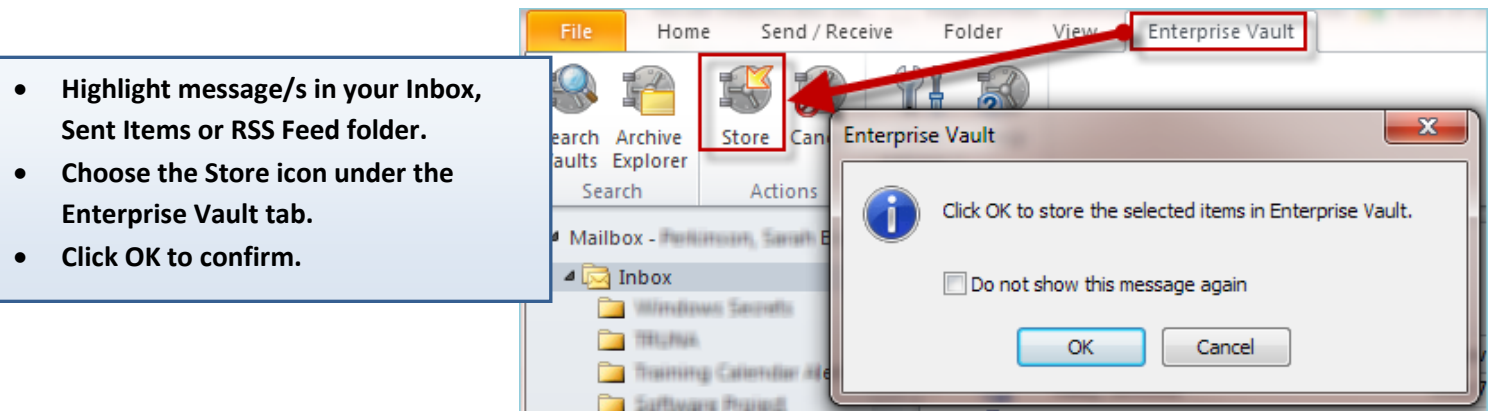 File Home Send / Receive Folder View Enterprise Vault
• Highlight message/s in your Inbox,
Sent Items or RSS Feed folder.
• Choose the Store icon under the
Enterprise Vault tab.
• Click OK to confirm.
earch Archive Store Can
aults Explorer
Search Actions
Mailbox -
Inbox
Enterprise Vault
Click OK to store the selected items in Enterprise Vault.
Do not show this message again
OK Cancel